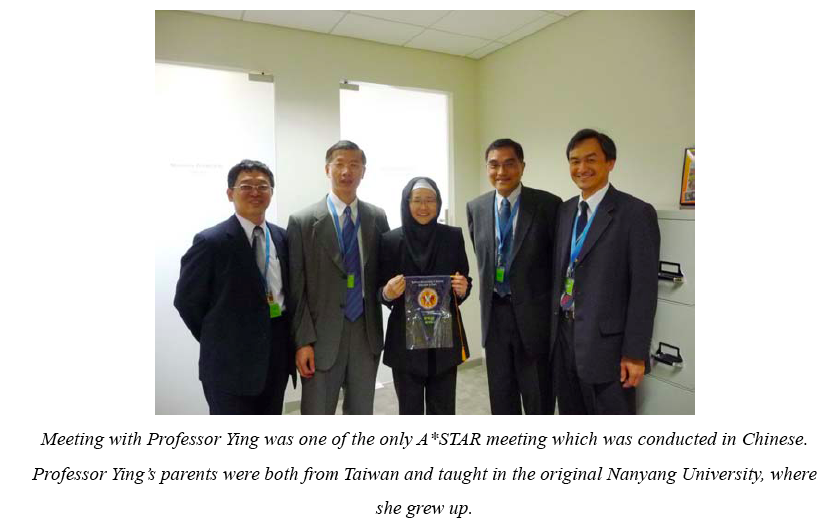 Meeting with Professor Ying was one of the only A*STAR meeting which was conducted in Chinese.
Professor Ying's parents were both from Taiwan and taught in the original Nanyang University, where
she grew up.